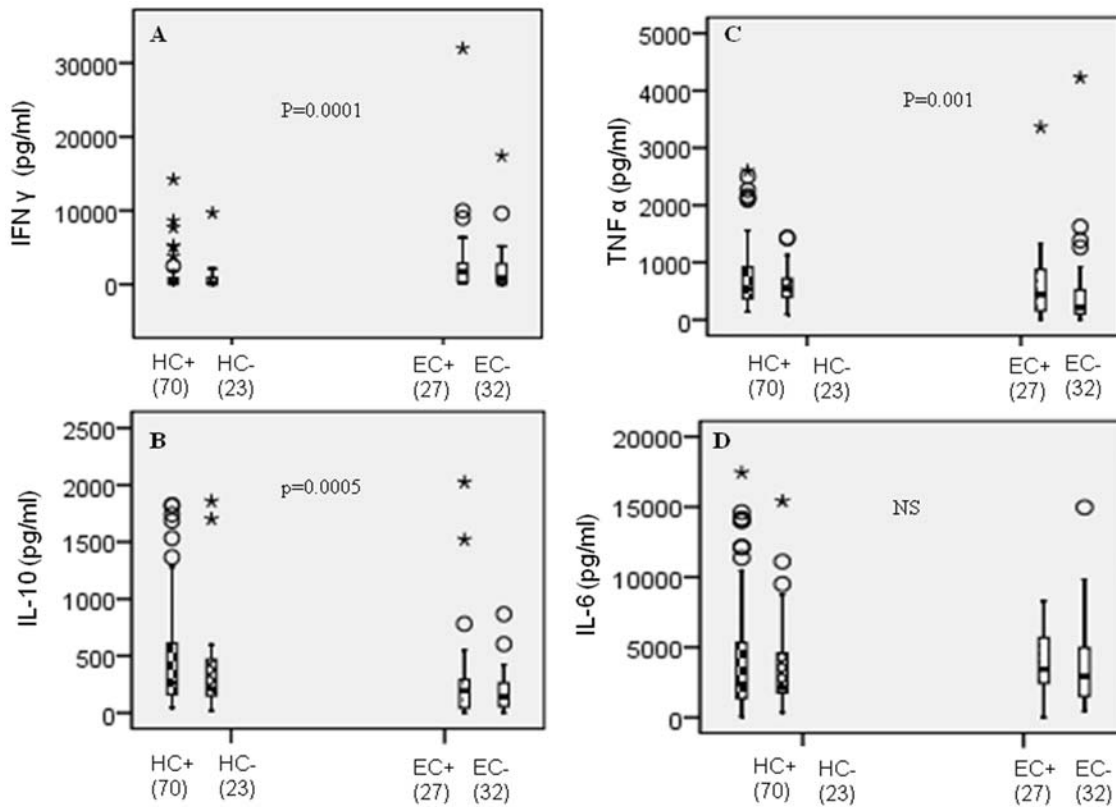 A
IFN γ (pg/ml)
30000
20000
10000
0
P=0.0001
HC+ HC- EC+ EC-
(70) (23) (27) (32)
C
TNF α (pg/ml)
5000
4000
3000
2000
1000
0
P=0.001
HC+ HC- EC+ EC-
(70) (23) (27) (32)
B
IL-10 (pg/ml)
2500
2000
1500
1000
500
0
p=0.0005
HC+ HC- EC+ EC-
(70) (23) (27) (32)
D
IL-6 (pg/ml)
20000
15000
10000
5000
0
NS
HC+ HC- EC+ EC-
(70) (23) (27) (32)